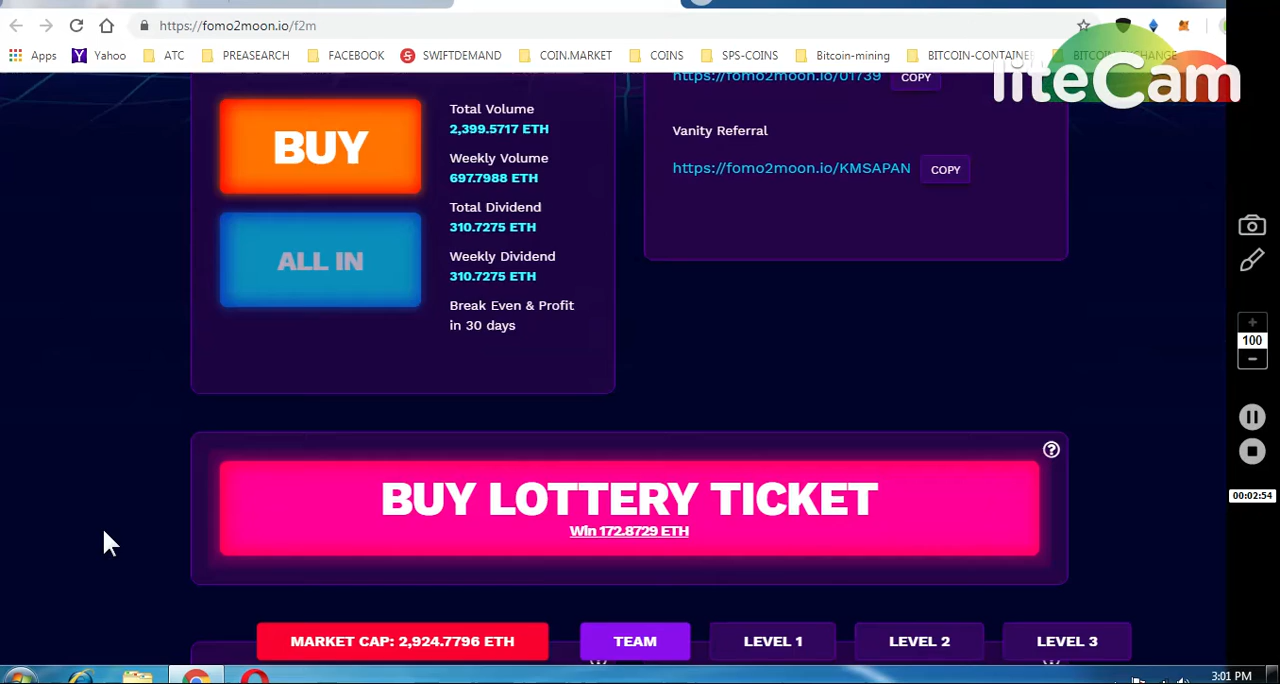 https://fomo2moon.io/f2m
Apps Yahoo ATC PREASEARCH FACEBOOK SWIFTDEMAND COIN.MARKET COINS SPS-COINS Bitcoin-mining BITCOIN-CONTAINE BITCOIN EXCHANGE
liteCam
https://fomo2moon.io/01739 COPY
BUY
Total Volume
2,399.5717 ETH
Weekly Volume
697.7988 ETH
Total Dividend
310.7275 ETH
Weekly Dividend
310.7275 ETH
Break Even & Profit
in 30 days
ALL IN
Vanity Referral
https://fomo2moon.io/KMSAPAN COPY
100
BUY LOTTERY TICKET
Win 172.8729 ETH
00:02:54
MARKET CAP: 2,924.7796 ETH TEAM LEVEL 1 LEVEL 2 LEVEL 3
3:01 PM